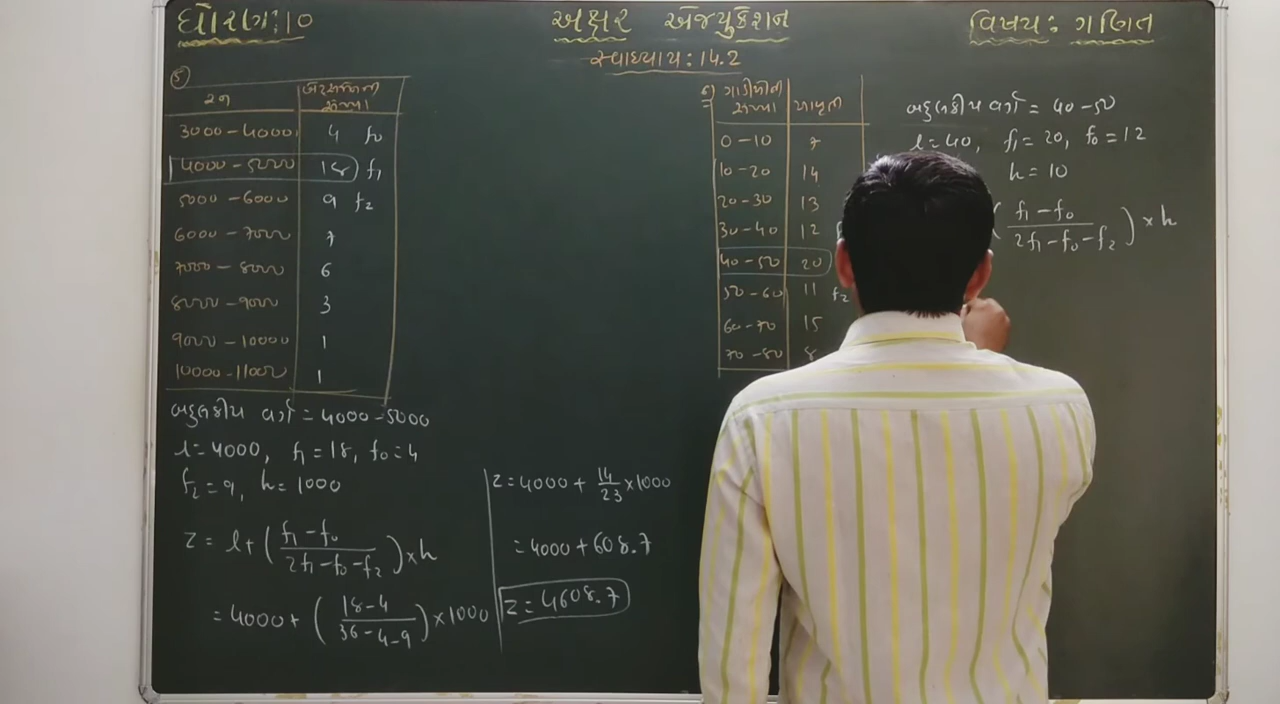 ધોરણ:૧૦
અક્ષર એજ્યુકેશન
વિષય: ગણિત
સ્વાધ્યાય: 14.2
૫
રન
બેટ્સમેનની સંખ્યા
3000-4000 4 f₀
4000-5000 18 f₁
5000-6000 9 f₂
6000-7000 7
7000-8000 6
8000-9000 3
9000-10000 1
10000-11000 1
બહુલકીય વર્ગ = 4000-5000
l=4000, f₁=18, f₀=4
f₂=9, h=1000
Z = l+(f₁-f₀/2f₁-f₀-f₂)×h
= 4000+(18-4/36-4-9)×1000
Z=4000+14/23×1000
=4000+608.7
Z=4608.7
૬
ગાડીઓની સંખ્યા
આવૃતિ
0-10 7
10-20 14
20-30 13
30-40 12
40-50 20
50-60 11 f₂
60-70 15
70-80 8
બહુલકીય વર્ગ = 40-50
l=40, f₁=20, f₀=12
h=10
(f₁-f₀/2f₁-f₀-f₂)×h